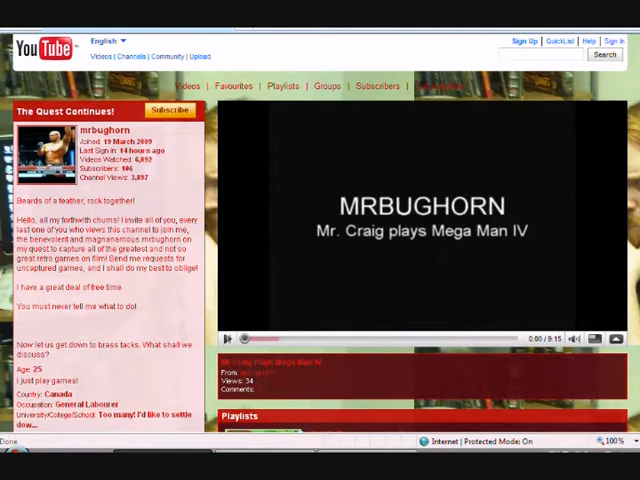 YouTube
English
Sign Up | QuickList | Help | Sign In
Videos | Channels | Community | Upload
Search
Videos | Favourites | Playlists | Groups | Subscribers |
The Quest Continues!
Subscribe
mrbughorn
Joined: 19 March 2009
Last Sign In: 14 hours ago
Videos Watched: 6,092
Subscribers: 106
Channel Views: 3,897
Beards of a feather, rock together!
Hello, all my forthwith chums! I invite all of you, every
last one of you who views this channel to join me,
the benevolent and magnanamous mrbughorn on
my quest to capture all of the greatest and not so
great retro games on film! Send me requests for
uncaptured games, and I shall do my best to oblige!
I have a great deal of free time.
You must never tell me what to do!
Now let us get down to brass tacks. What shall we
discuss?
Age: 25
I just play games!
Country: Canada
Occupation: General Labourer
University/College/School: Too many! I'd like to settle
dow...
MRBUGHORN
Mr. Craig plays Mega Man IV
0:00 / 9:15
Mr Craig Plays Mega Man IV
From: mrbughorn
Views: 34
Comments:
Playlists
Done
Internet | Protected Mode: On
100%